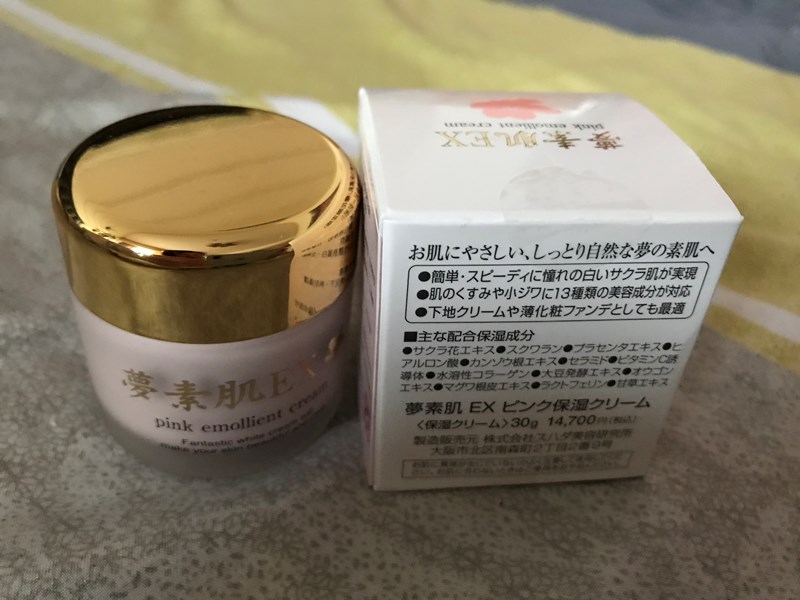 夢素肌EX
pink emollient cream
Fantastic white cream
make your skin
夢素肌EX
pink emollient cream
お肌にやさしい、しっとり自然な夢の素肌へ
●簡単・スピーディに憧れの白いサクラ肌が実現
●肌のくすみや小ジワに13種類の美容成分が対応
●下地クリームや薄化粧ファンデとしても最適
■主な配合保湿成分
●サクラ花エキス●スクワラン●プラセンタエキス●ヒ
アルロン酸●カンゾウ根エキス●セラミド●ビタミンC誘
導体●水溶性コラーゲン●大豆発酵エキス●オウゴン
エキス●マグワ根皮エキス●ラクトフェリン●甘草エキス
夢素肌 EX ピンク保湿クリーム
〈保湿クリーム〉30g 14,700円(税込)
製造販売元 株式会社スハダ美容研究所
大阪市北区南森町2丁目2番9号